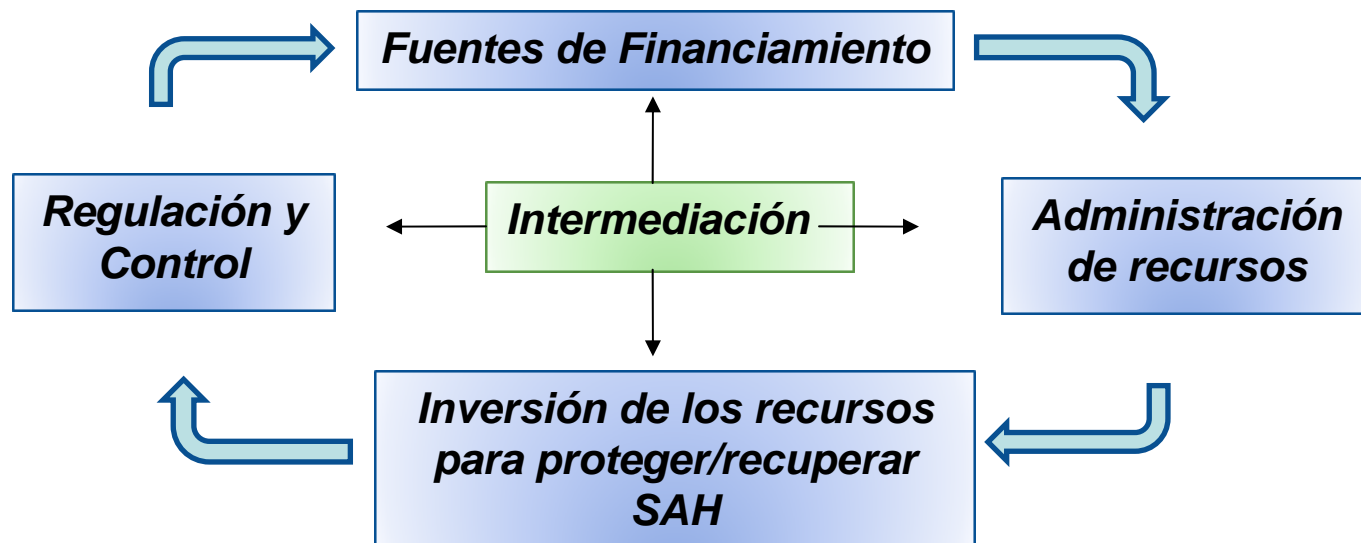 Fuentes de Financiamiento
Regulación y
Control
Intermediación
Administración
de recursos
Inversión de los recursos
para proteger/recuperar
SAH